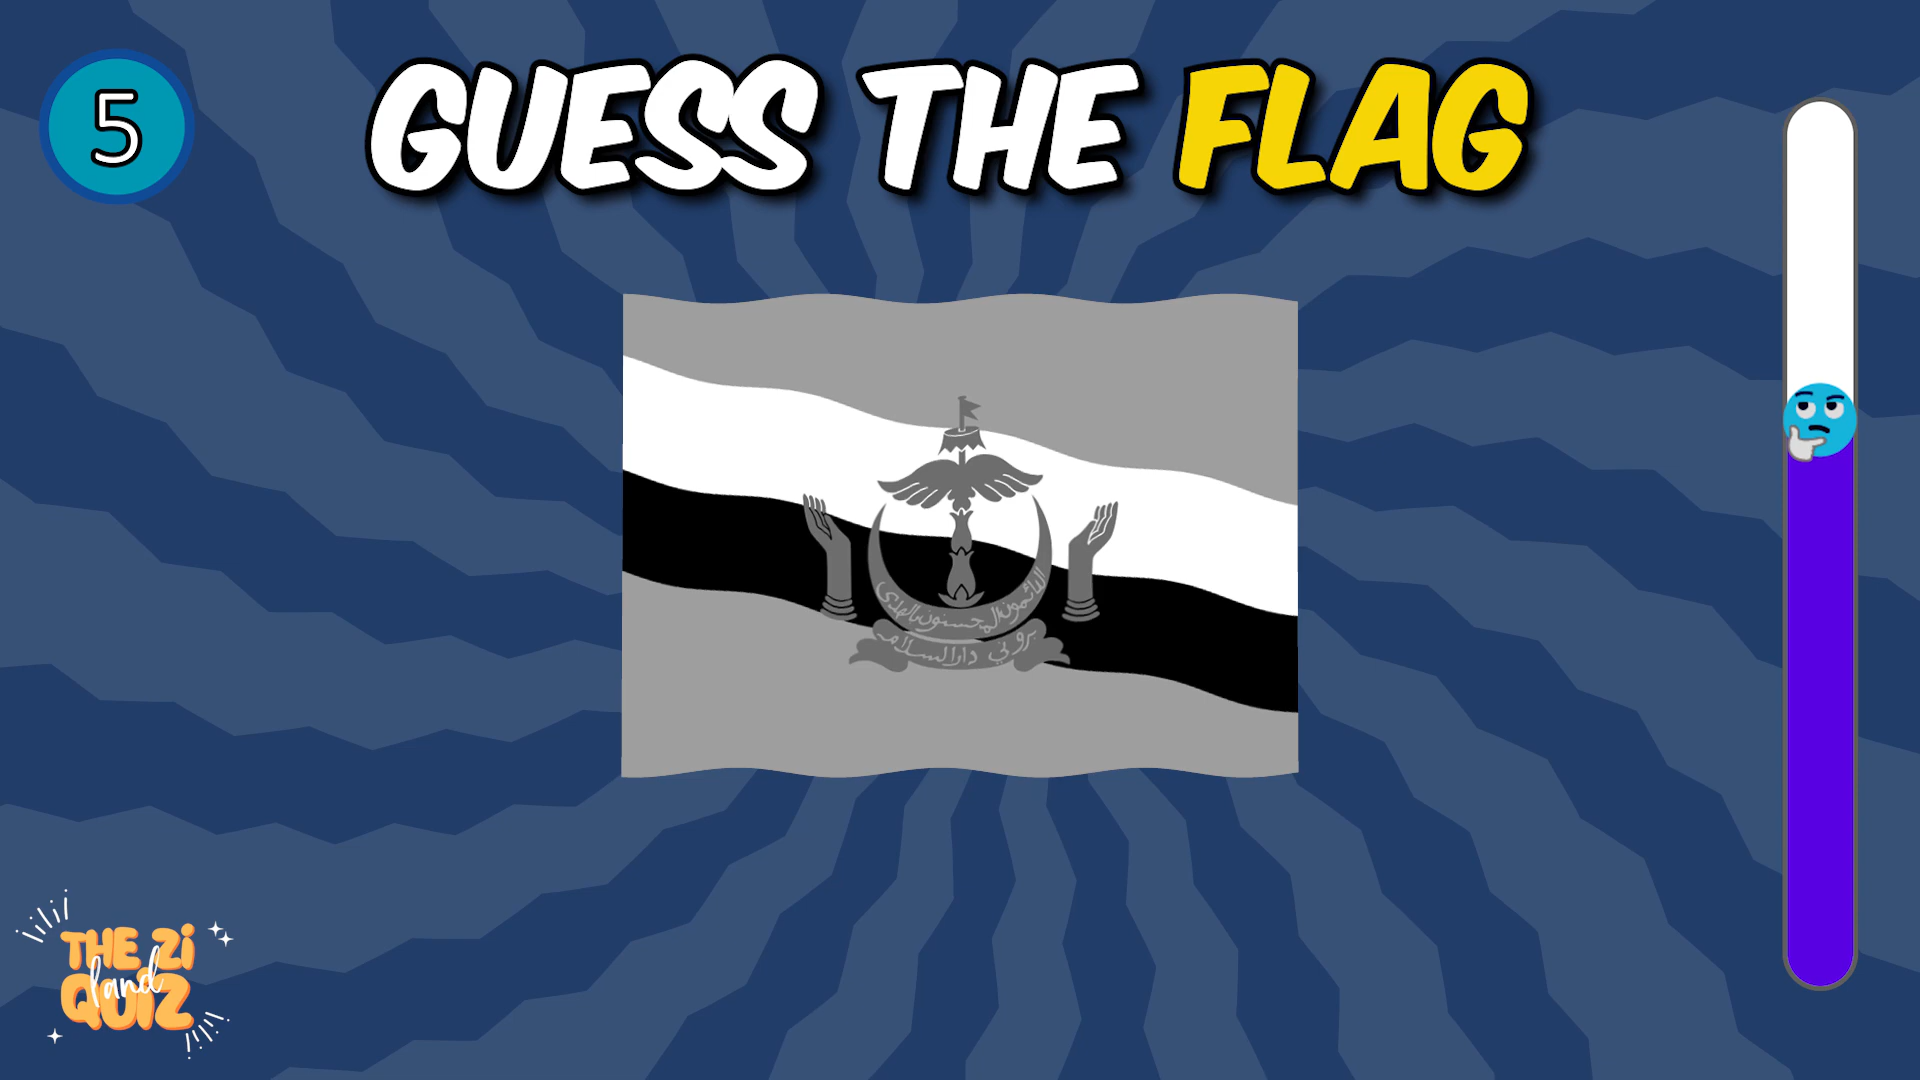 5
GUESS THE FLAG
الدائمون المحسنون بالهدى
بروني دارالسلام
THE Zi
land
QUIZ